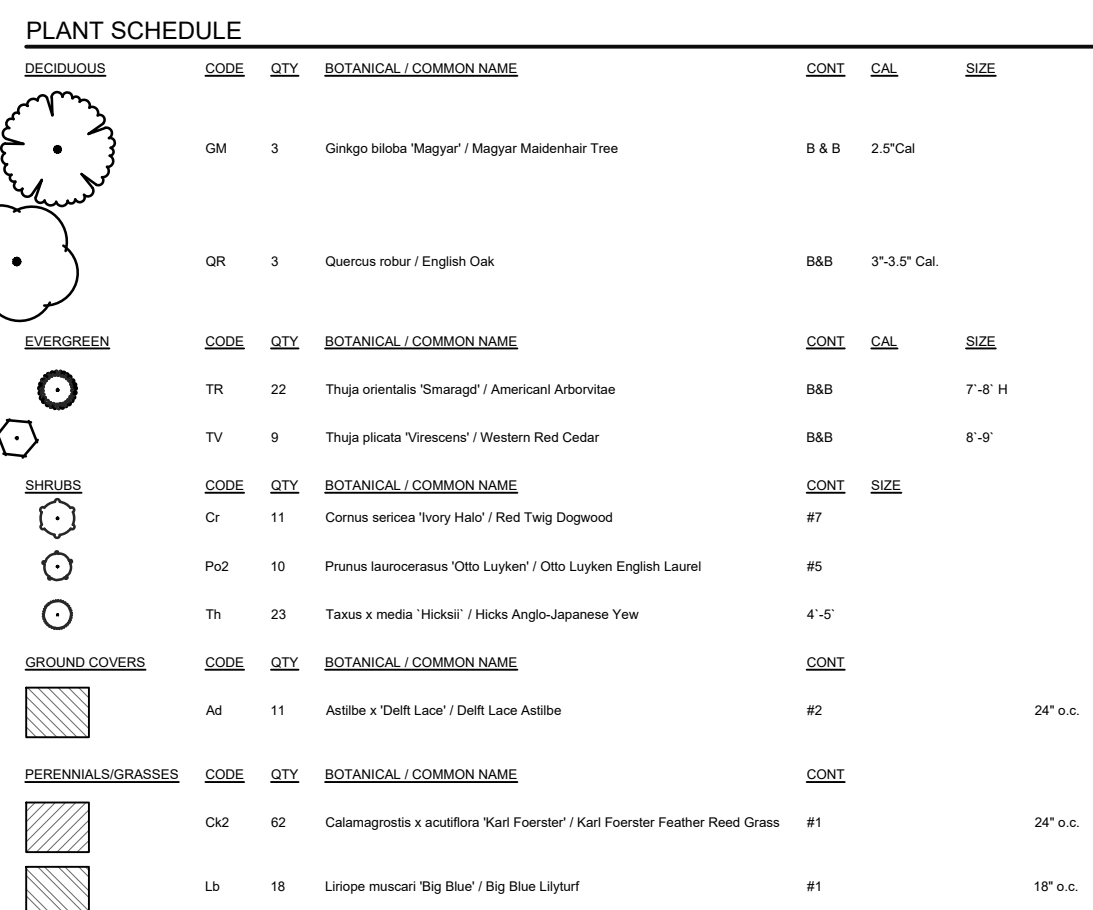 PLANT SCHEDULE
DECIDUOUS CODE QTY BOTANICAL / COMMON NAME CONT CAL SIZE
GM 3 Ginkgo biloba 'Magyar' / Magyar Maidenhair Tree B & B 2.5"Cal
QR 3 Quercus robur / English Oak B&B 3"-3.5" Cal.
EVERGREEN CODE QTY BOTANICAL / COMMON NAME CONT CAL SIZE
TR 22 Thuja orientalis 'Smaragd' / Americanl Arborvitae B&B 7`-8` H
TV 9 Thuja plicata 'Virescens' / Western Red Cedar B&B 8`-9`
SHRUBS CODE QTY BOTANICAL / COMMON NAME CONT SIZE
Cr 11 Cornus sericea 'Ivory Halo' / Red Twig Dogwood #7
Po2 10 Prunus laurocerasus 'Otto Luyken' / Otto Luyken English Laurel #5
Th 23 Taxus x media `Hicksii` / Hicks Anglo-Japanese Yew 4`-5`
GROUND COVERS CODE QTY BOTANICAL / COMMON NAME CONT
Ad 11 Astilbe x 'Delft Lace' / Delft Lace Astilbe #2 24" o.c.
PERENNIALS/GRASSES CODE QTY BOTANICAL / COMMON NAME CONT
Ck2 62 Calamagrostis x acutiflora 'Karl Foerster' / Karl Foerster Feather Reed Grass #1 24" o.c.
Lb 18 Liriope muscari 'Big Blue' / Big Blue Lilyturf #1 18" o.c.